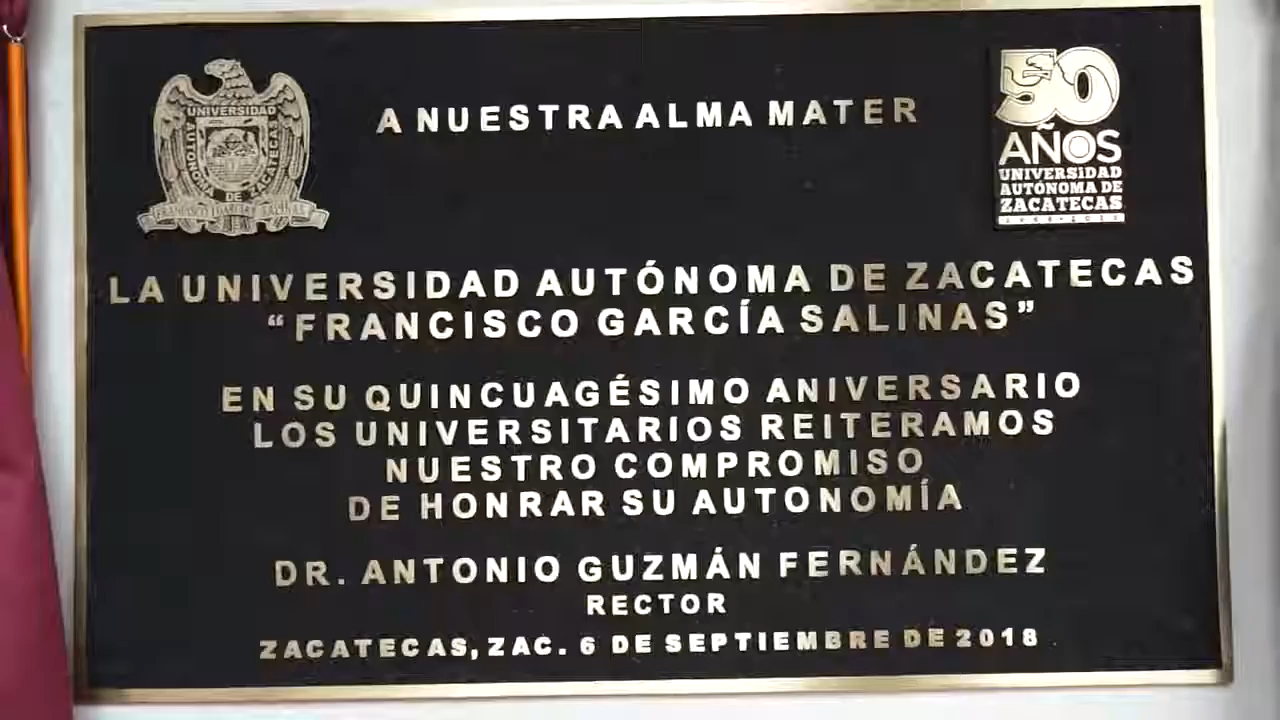 A NUESTRA ALMA MATER
UNIVERSIDAD
AUTÓNOMA DE ZACATECAS
50
AÑOS
UNIVERSIDAD
AUTÓNOMA DE
ZACATECAS
LA UNIVERSIDAD AUTÓNOMA DE ZACATECAS
“FRANCISCO GARCÍA SALINAS”
EN SU QUINCUAGÉSIMO ANIVERSARIO
LOS UNIVERSITARIOS REITERAMOS
NUESTRO COMPROMISO
DE HONRAR SU AUTONOMÍA
DR. ANTONIO GUZMÁN FERNÁNDEZ
RECTOR
ZACATECAS, ZAC. 6 DE SEPTIEMBRE DE 2018